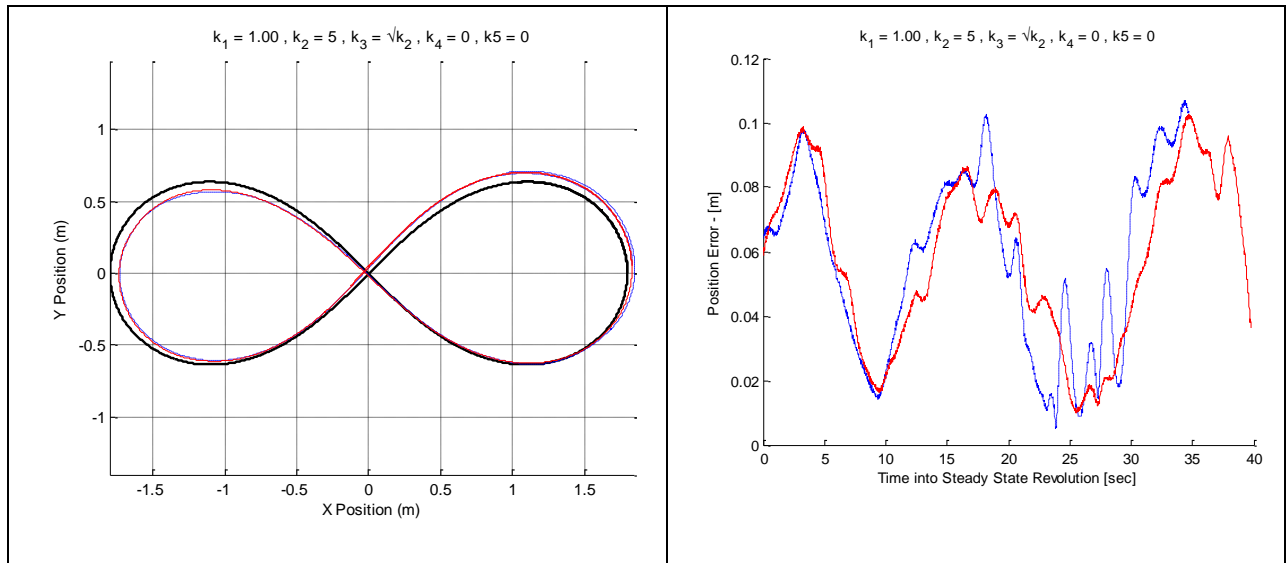 k1 = 1.00 , k2 = 5 , k3 = √k2 , k4 = 0 , k5 = 0
1
0.5
0
-0.5
-1
Y Position (m)
-1.5 -1 -0.5 0 0.5 1 1.5
X Position (m)
k1 = 1.00 , k2 = 5 , k3 = √k2 , k4 = 0 , k5 = 0
0.12
0.1
0.08
0.06
0.04
0.02
0
Position Error - [m]
0 5 10 15 20 25 30 35 40
Time into Steady State Revolution [sec]